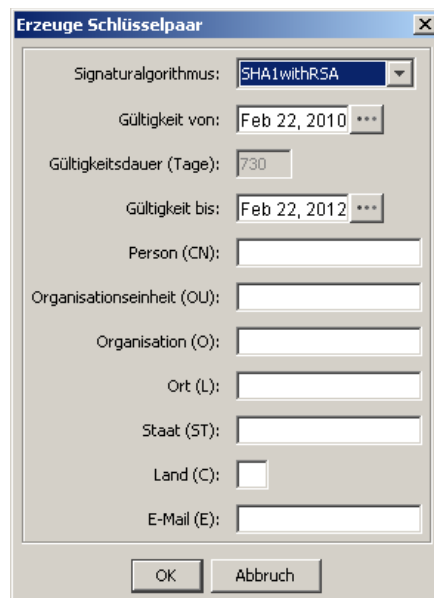 Erzeuge Schlüsselpaar
Signaturalgorithmus: SHA1withRSA
Gültigkeit von: Feb 22, 2010 ...
Gültigkeitsdauer (Tage): 730
Gültigkeit bis: Feb 22, 2012 ...
Person (CN):
Organisationseinheit (OU):
Organisation (O):
Ort (L):
Staat (ST):
Land (C):
E-Mail (E):
OK Abbruch